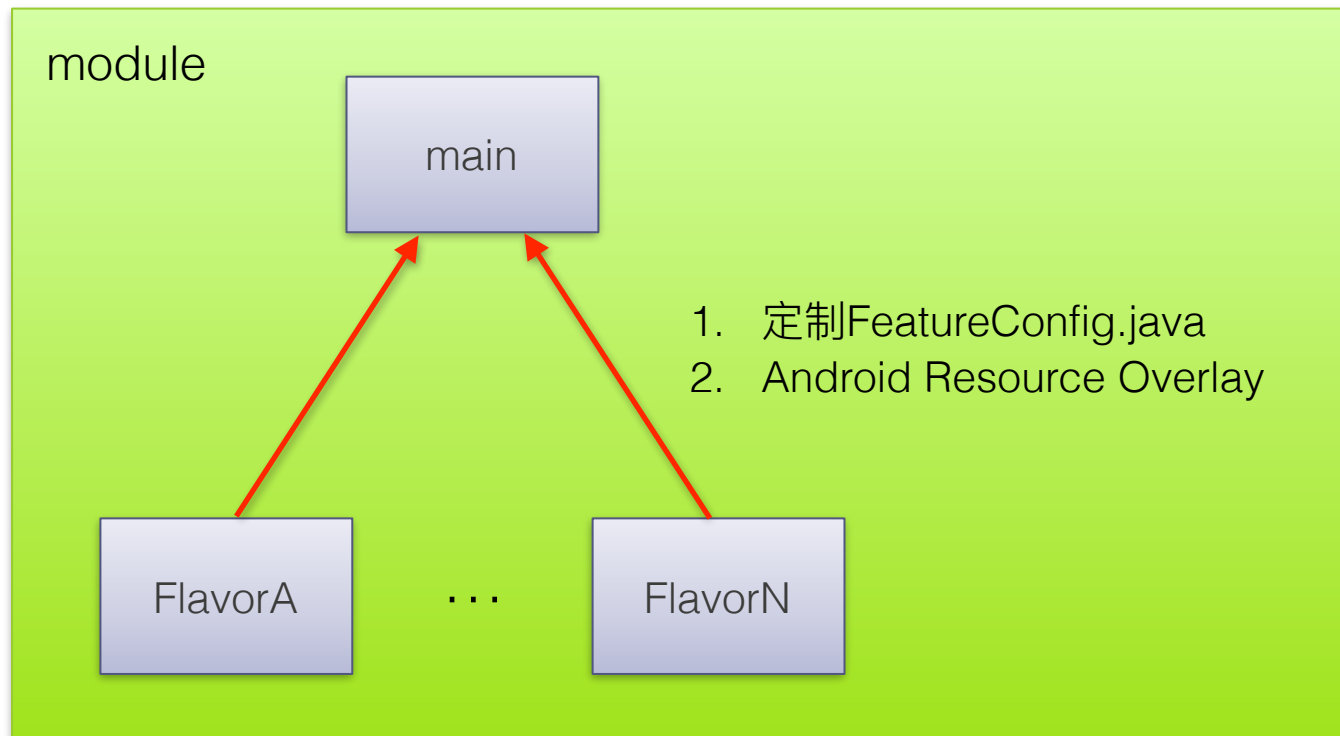 module
main
1. 定制FeatureConfig.java
2. Android Resource Overlay
FlavorA
...
FlavorN